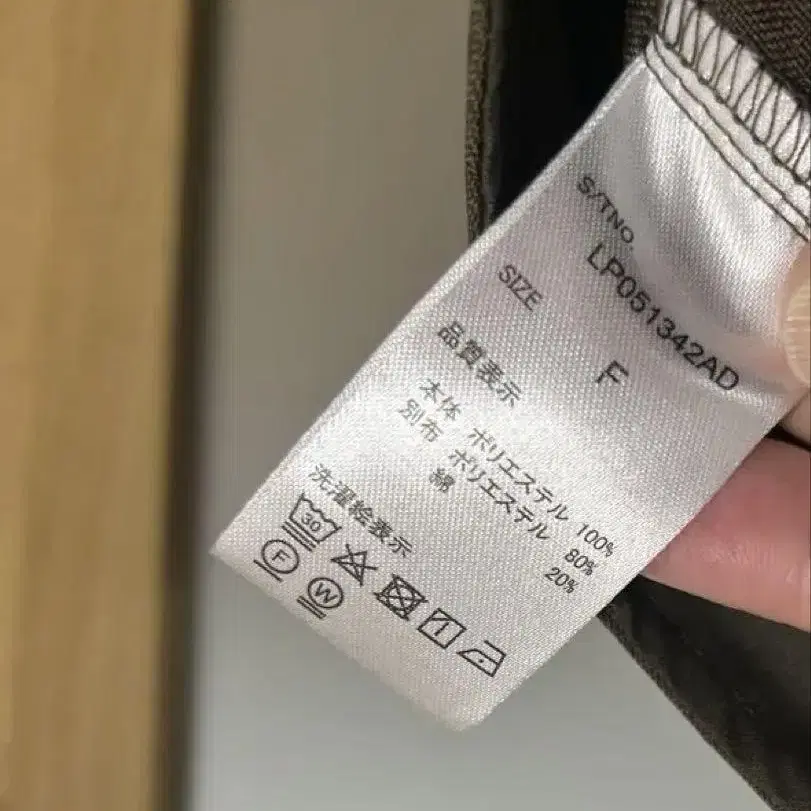 S/TNO.
LP051342AD
SIZE
F
品質表示
本体 ポリエステル 100%
別布 ポリエステル 80%
綿 20%
洗濯絵表示
30
F
W